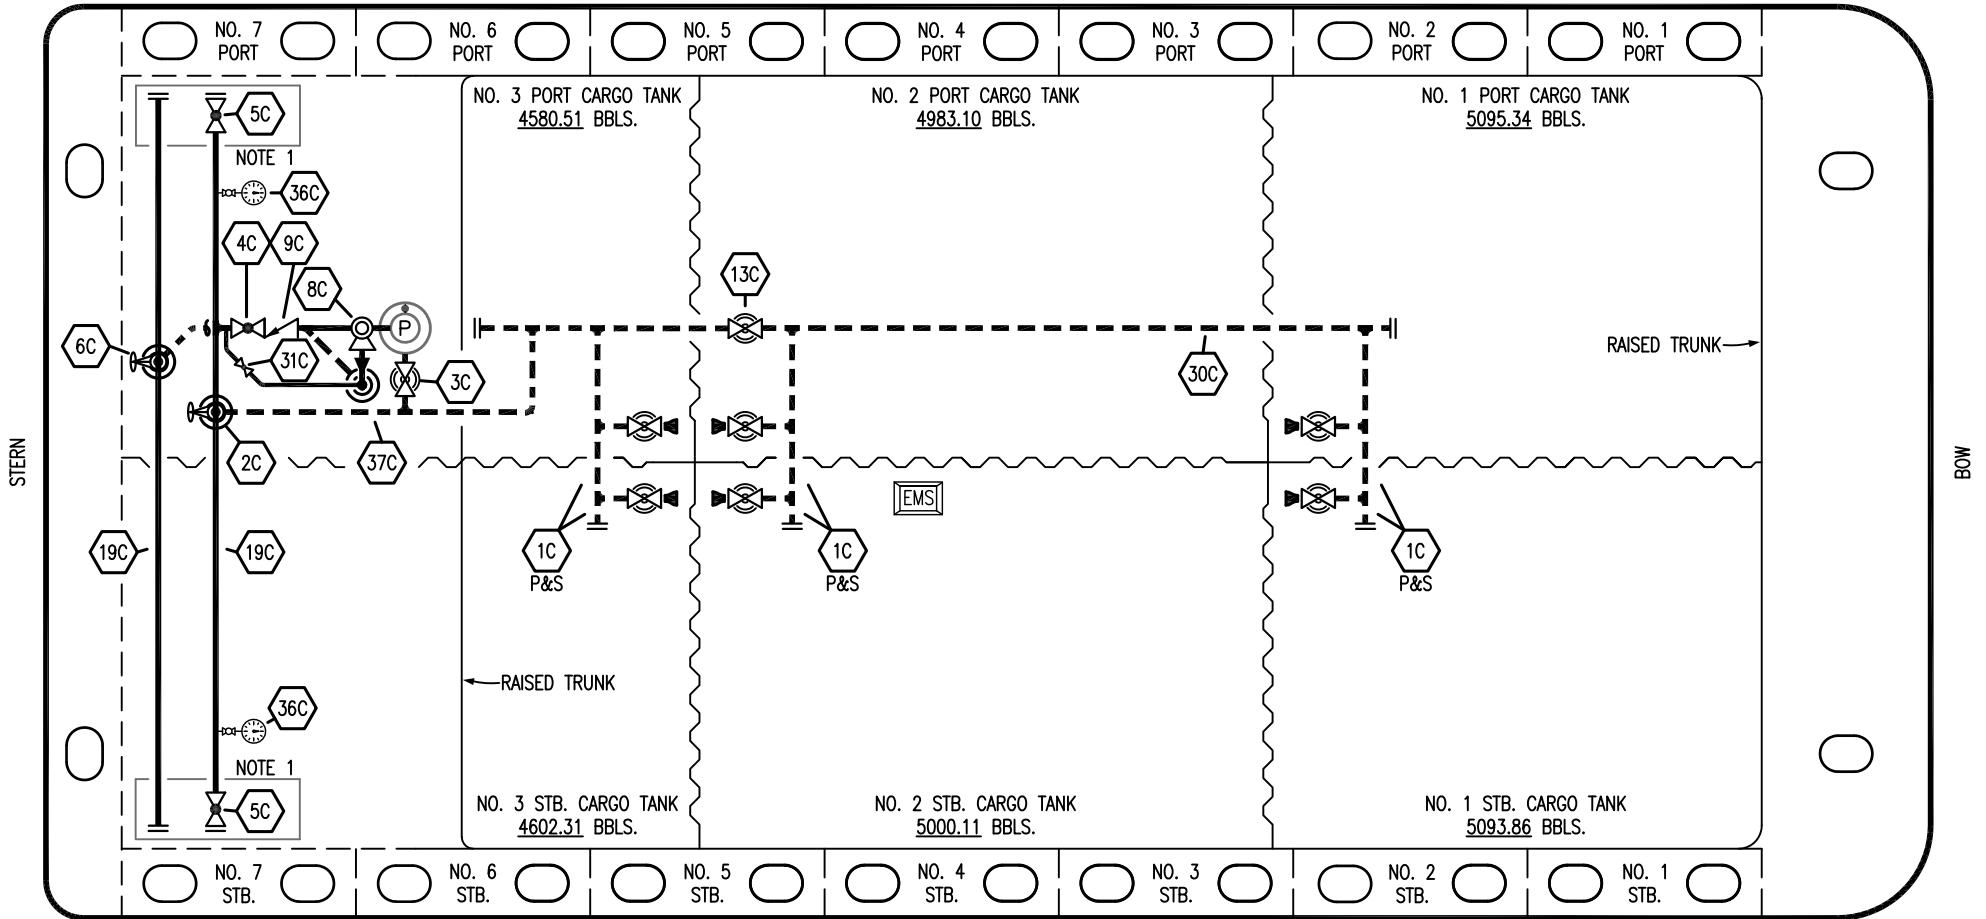 NO. 7
PORT
NO. 6
PORT
NO. 5
PORT
NO. 4
PORT
NO. 3
PORT
NO. 2
PORT
NO. 1
PORT
NO. 3 PORT CARGO TANK
4580.51 BBLS.
NO. 2 PORT CARGO TANK
4983.10 BBLS.
NO. 1 PORT CARGO TANK
5095.34 BBLS.
5C
NOTE 1
36C
4C
9C
8C
13C
P
6C
31C
3C
30C
RAISED TRUNK
2C
37C
STERN
BOW
EMS
19C
19C
1C
P&S
1C
P&S
1C
P&S
RAISED TRUNK
36C
NOTE 1
5C
NO. 3 STB. CARGO TANK
4602.31 BBLS.
NO. 2 STB. CARGO TANK
5000.11 BBLS.
NO. 1 STB. CARGO TANK
5093.86 BBLS.
NO. 7
STB.
NO. 6
STB.
NO. 5
STB.
NO. 4
STB.
NO. 3
STB.
NO. 2
STB.
NO. 1
STB.